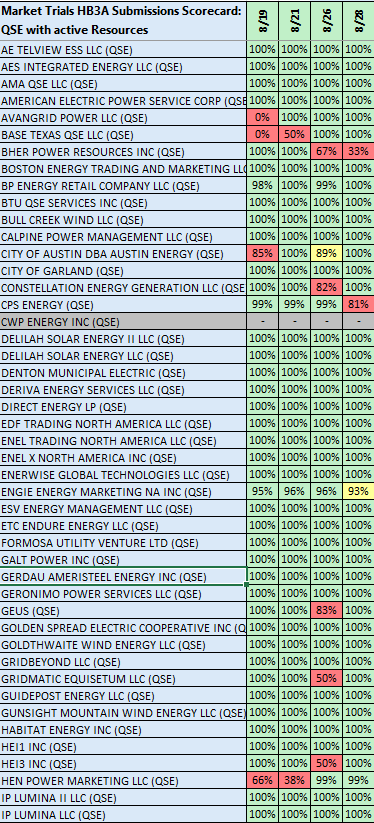 Market Trials HB3A Submissions Scorecard:
QSE with active Resources 8/19 8/21 8/26 8/28
AE TELVIEW ESS LLC (QSE) 100% 100% 100% 100%
AES INTEGRATED ENERGY LLC (QSE) 100% 100% 100% 100%
AMA QSE LLC (QSE) 100% 100% 100% 100%
AMERICAN ELECTRIC POWER SERVICE CORP (QSE 100% 100% 100% 100%
AVANGRID POWER LLC (QSE) 0% 100% 100% 100%
BASE TEXAS QSE LLC (QSE) 0% 50% 100% 100%
BHER POWER RESOURCES INC (QSE) 100% 100% 67% 33%
BOSTON ENERGY TRADING AND MARKETING LLC 100% 100% 100% 100%
BP ENERGY RETAIL COMPANY LLC (QSE) 98% 100% 99% 100%
BTU QSE SERVICES INC (QSE) 100% 100% 100% 100%
BULL CREEK WIND LLC (QSE) 100% 100% 100% 100%
CALPINE POWER MANAGEMENT LLC (QSE) 100% 100% 100% 100%
CITY OF AUSTIN DBA AUSTIN ENERGY (QSE) 85% 100% 89% 100%
CITY OF GARLAND (QSE) 100% 100% 100% 100%
CONSTELLATION ENERGY GENERATION LLC (QSE 100% 100% 82% 100%
CPS ENERGY (QSE) 99% 99% 99% 81%
CWP ENERGY INC (QSE) - - - -
DELILAH SOLAR ENERGY II LLC (QSE) 100% 100% 100% 100%
DELILAH SOLAR ENERGY LLC (QSE) 100% 100% 100% 100%
DENTON MUNICIPAL ELECTRIC (QSE) 100% 100% 100% 100%
DERIVA ENERGY SERVICES LLC (QSE) 100% 100% 100% 100%
DIRECT ENERGY LP (QSE) 100% 100% 100% 100%
EDF TRADING NORTH AMERICA LLC (QSE) 100% 100% 100% 100%
ENEL TRADING NORTH AMERICA LLC (QSE) 100% 100% 100% 100%
ENEL X NORTH AMERICA INC (QSE) 100% 100% 100% 100%
ENERWISE GLOBAL TECHNOLOGIES LLC (QSE) 100% 100% 100% 100%
ENGIE ENERGY MARKETING NA INC (QSE) 95% 96% 96% 93%
ESV ENERGY MANAGEMENT LLC (QSE) 100% 100% 100% 100%
ETC ENDURE ENERGY LLC (QSE) 100% 100% 100% 100%
FORMOSA UTILITY VENTURE LTD (QSE) 100% 100% 100% 100%
GALT POWER INC (QSE) 100% 100% 100% 100%
GERDAU AMERISTEEL ENERGY INC (QSE) 100% 100% 100% 100%
GERONIMO POWER SERVICES LLC (QSE) 100% 100% 100% 100%
GEUS (QSE) 100% 100% 83% 100%
GOLDEN SPREAD ELECTRIC COOPERATIVE INC (Q 100% 100% 100% 100%
GOLDTHWAITE WIND ENERGY LLC (QSE) 100% 100% 100% 100%
GRIDBEYOND LLC (QSE) 100% 100% 100% 100%
GRIDMATIC EQUISETUM LLC (QSE) 100% 100% 50% 100%
GUIDEPOST ENERGY LLC (QSE) 100% 100% 100% 100%
GUNSIGHT MOUNTAIN WIND ENERGY LLC (QSE) 100% 100% 100% 100%
HABITAT ENERGY INC (QSE) 100% 100% 100% 100%
HEI1 INC (QSE) 100% 100% 100% 100%
HEI3 INC (QSE) 100% 100% 50% 100%
HEN POWER MARKETING LLC (QSE) 66% 38% 99% 99%
IP LUMINA II LLC (QSE) 100% 100% 100% 100%
IP LUMINA LLC (QSE) 100% 100% 100% 100%